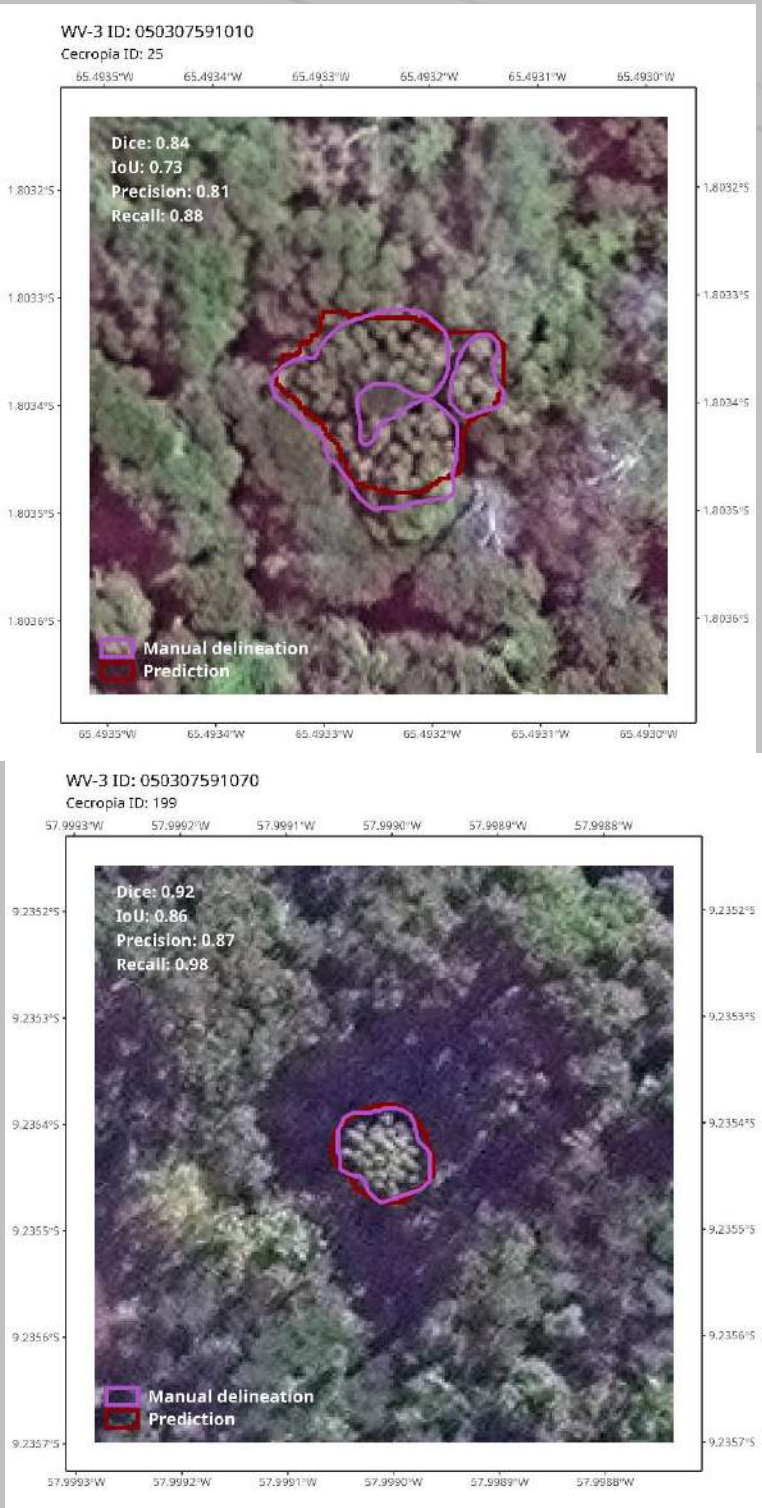 WV-3 ID: 050307591010
Cecropia ID: 25
65.4935°W 65.4934°W 65.4933°W 65.4932°W 65.4931°W 65.4930°W
Dice: 0.84
IoU: 0.73
Precision: 0.81
Recall: 0.88
1.8032°S 1.8032°S
1.8033°S 1.8033°S
1.8034°S 1.8034°S
1.8035°S 1.8035°S
1.8036°S 1.8036°S
Manual delineation
Prediction
65.4935°W 65.4934°W 65.4933°W 65.4932°W 65.4931°W 65.4930°W
WV-3 ID: 050307591070
Cecropia ID: 199
57.9993°W 57.9992°W 57.9991°W 57.9990°W 57.9989°W 57.9988°W
Dice: 0.92
IoU: 0.86
Precision: 0.87
Recall: 0.98
9.2352°S 9.2352°S
9.2353°S 9.2353°S
9.2354°S 9.2354°S
9.2355°S 9.2355°S
9.2356°S 9.2356°S
Manual delineation
Prediction
9.2357°S 9.2357°S
57.9993°W 57.9992°W 57.9991°W 57.9990°W 57.9989°W 57.9988°W